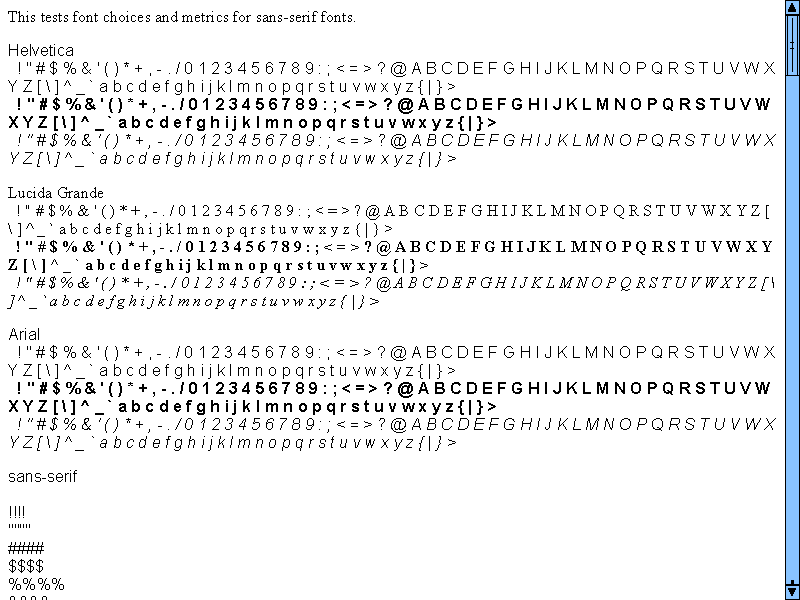 This tests font choices and metrics for sans-serif fonts.
Helvetica
! " # $ % & ' ( ) * + , - . / 0 1 2 3 4 5 6 7 8 9 : ; < = > ? @ A B C D E F G H I J K L M N O P Q R S T U V W X
Y Z [ \ ] ^ _ ` a b c d e f g h i j k l m n o p q r s t u v w x y z { | } >
! " # $ % & ' ( ) * + , - . / 0 1 2 3 4 5 6 7 8 9 : ; < = > ? @ A B C D E F G H I J K L M N O P Q R S T U V W
X Y Z [ \ ] ^ _ ` a b c d e f g h i j k l m n o p q r s t u v w x y z { | } >
! " # $ % & ' ( ) * + , - . / 0 1 2 3 4 5 6 7 8 9 : ; < = > ? @ A B C D E F G H I J K L M N O P Q R S T U V W X
Y Z [ \ ] ^ _ ` a b c d e f g h i j k l m n o p q r s t u v w x y z { | } >
Lucida Grande
! " # $ % & ' ( ) * + , - . / 0 1 2 3 4 5 6 7 8 9 : ; < = > ? @ A B C D E F G H I J K L M N O P Q R S T U V W X Y Z [
\ ] ^ _ ` a b c d e f g h i j k l m n o p q r s t u v w x y z { | } >
! " # $ % & ' ( ) * + , - . / 0 1 2 3 4 5 6 7 8 9 : ; < = > ? @ A B C D E F G H I J K L M N O P Q R S T U V W X Y
Z [ \ ] ^ _ ` a b c d e f g h i j k l m n o p q r s t u v w x y z { | } >
! " # $ % & ' ( ) * + , - . / 0 1 2 3 4 5 6 7 8 9 : ; < = > ? @ A B C D E F G H I J K L M N O P Q R S T U V W X Y Z [ \
] ^ _ ` a b c d e f g h i j k l m n o p q r s t u v w x y z { | } >
Arial
! " # $ % & ' ( ) * + , - . / 0 1 2 3 4 5 6 7 8 9 : ; < = > ? @ A B C D E F G H I J K L M N O P Q R S T U V W X
Y Z [ \ ] ^ _ ` a b c d e f g h i j k l m n o p q r s t u v w x y z { | } >
! " # $ % & ' ( ) * + , - . / 0 1 2 3 4 5 6 7 8 9 : ; < = > ? @ A B C D E F G H I J K L M N O P Q R S T U V W
X Y Z [ \ ] ^ _ ` a b c d e f g h i j k l m n o p q r s t u v w x y z { | } >
! " # $ % & ' ( ) * + , - . / 0 1 2 3 4 5 6 7 8 9 : ; < = > ? @ A B C D E F G H I J K L M N O P Q R S T U V W X
Y Z [ \ ] ^ _ ` a b c d e f g h i j k l m n o p q r s t u v w x y z { | } >
sans-serif
!!!!
""""
####
$$$$
%%%%